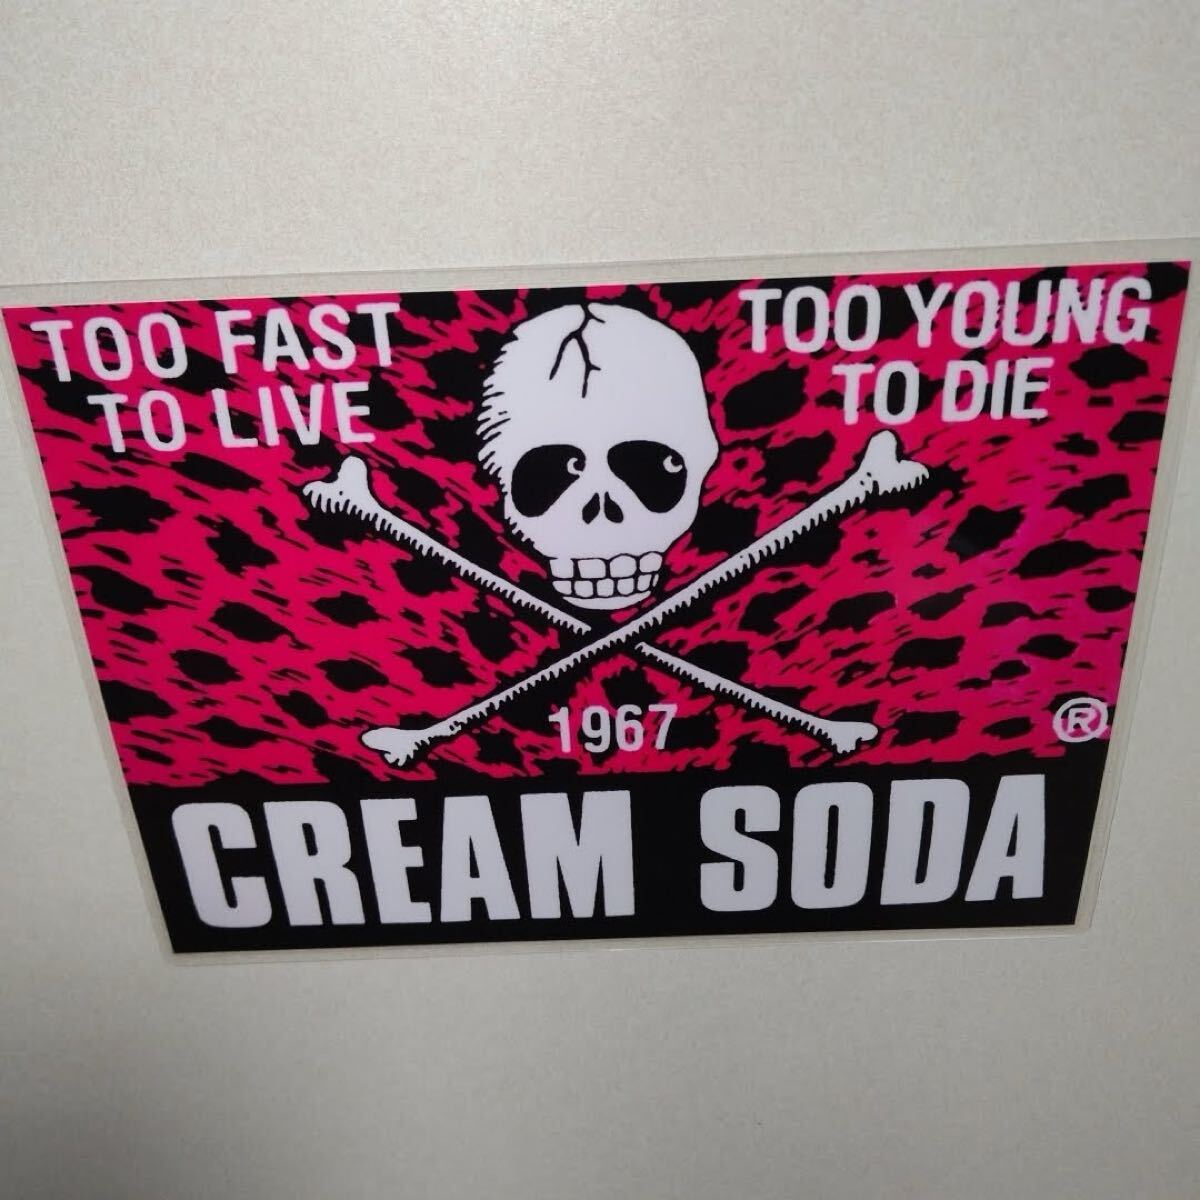 TOO FAST
TO LIVE
TOO YOUNG
TO DIE
1967
®
CREAM SODA